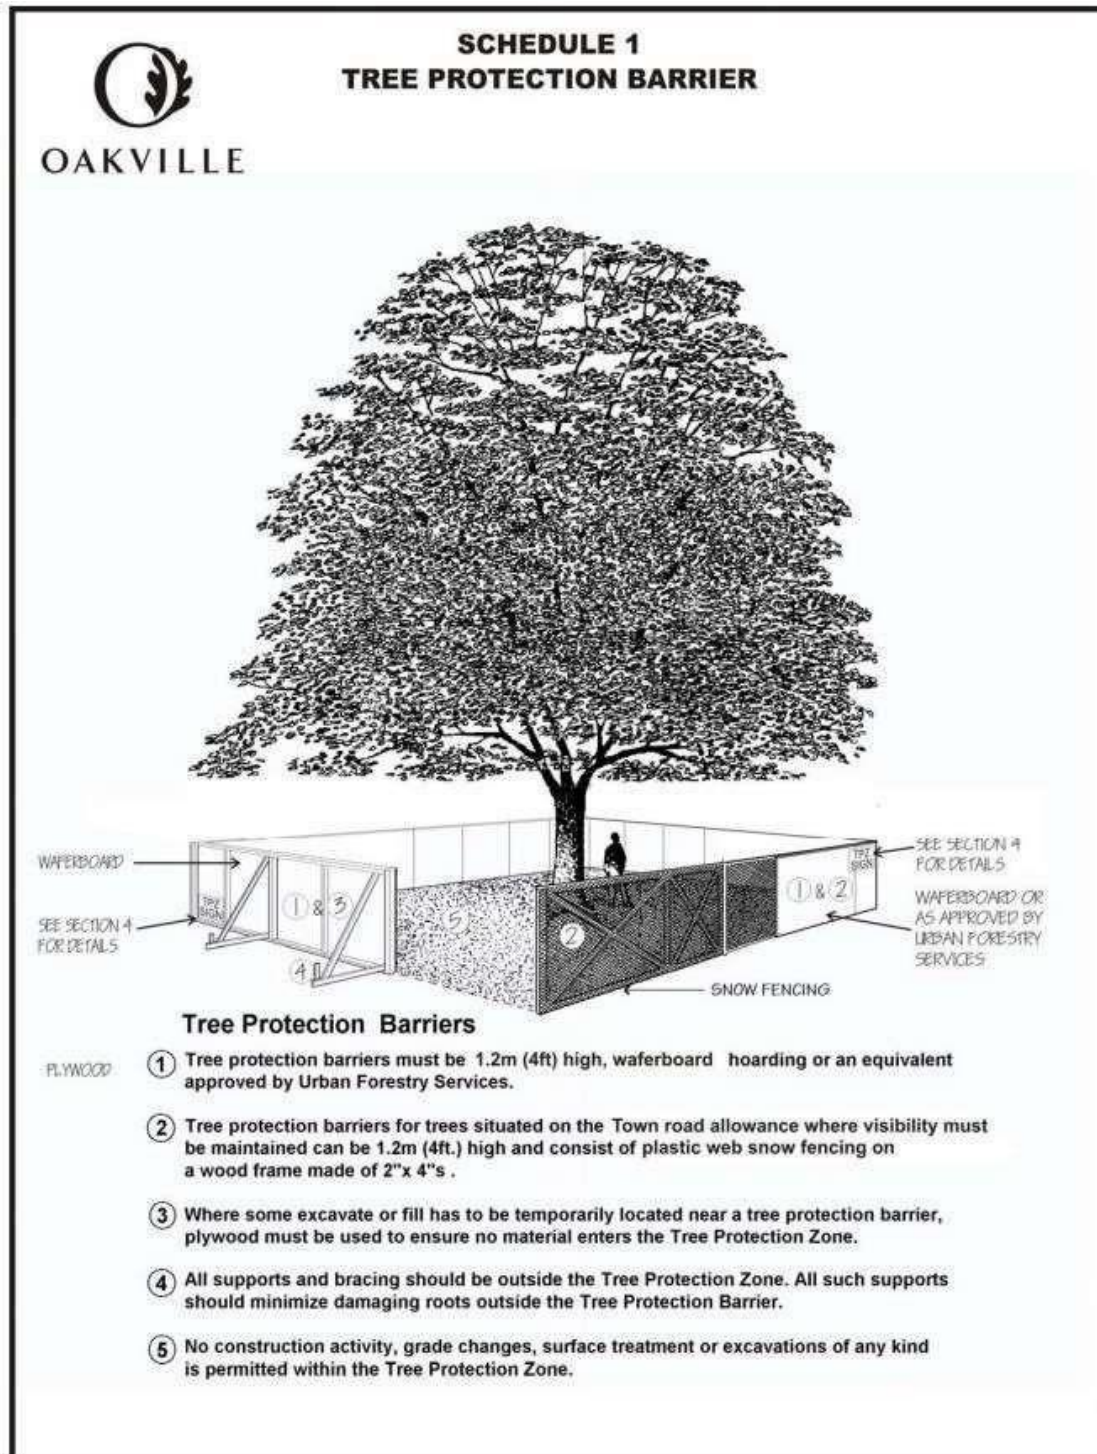 SCHEDULE 1
TREE PROTECTION BARRIER
OAKVILLE
WAFERBOARD
SEE SECTION 4
FOR DETAILS
TPZ
SIGN
1 & 3
4
5
2
1 & 2
TPZ
SIGN
SEE SECTION 4
FOR DETAILS
WAFERBOARD OR
AS APPROVED BY
URBAN FORESTRY
SERVICES
SNOW FENCING
Tree Protection Barriers
PLYWOOD
1 Tree protection barriers must be 1.2m (4ft) high, waferboard hoarding or an equivalent
approved by Urban Forestry Services.
2 Tree protection barriers for trees situated on the Town road allowance where visibility must
be maintained can be 1.2m (4ft.) high and consist of plastic web snow fencing on
a wood frame made of 2"x 4"s .
3 Where some excavate or fill has to be temporarily located near a tree protection barrier,
plywood must be used to ensure no material enters the Tree Protection Zone.
4 All supports and bracing should be outside the Tree Protection Zone. All such supports
should minimize damaging roots outside the Tree Protection Barrier.
5 No construction activity, grade changes, surface treatment or excavations of any kind
is permitted within the Tree Protection Zone.